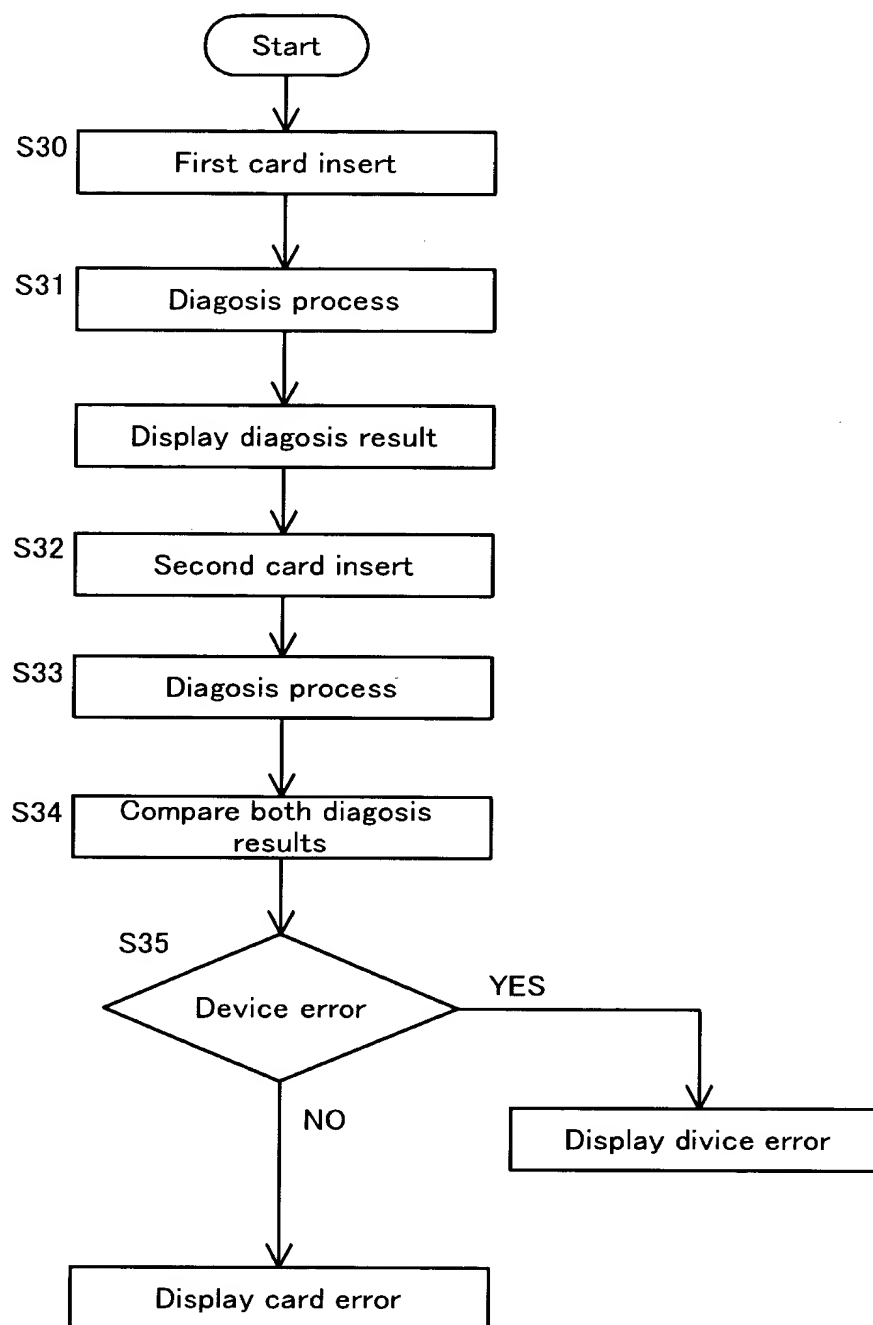 Start
S30
First card insert
S31
Diagosis process
Display diagosis result
S32
Second card insert
S33
Diagosis process
S34
Compare both diagosis
results
S35
Device error
YES
NO
Display divice error
Display card error